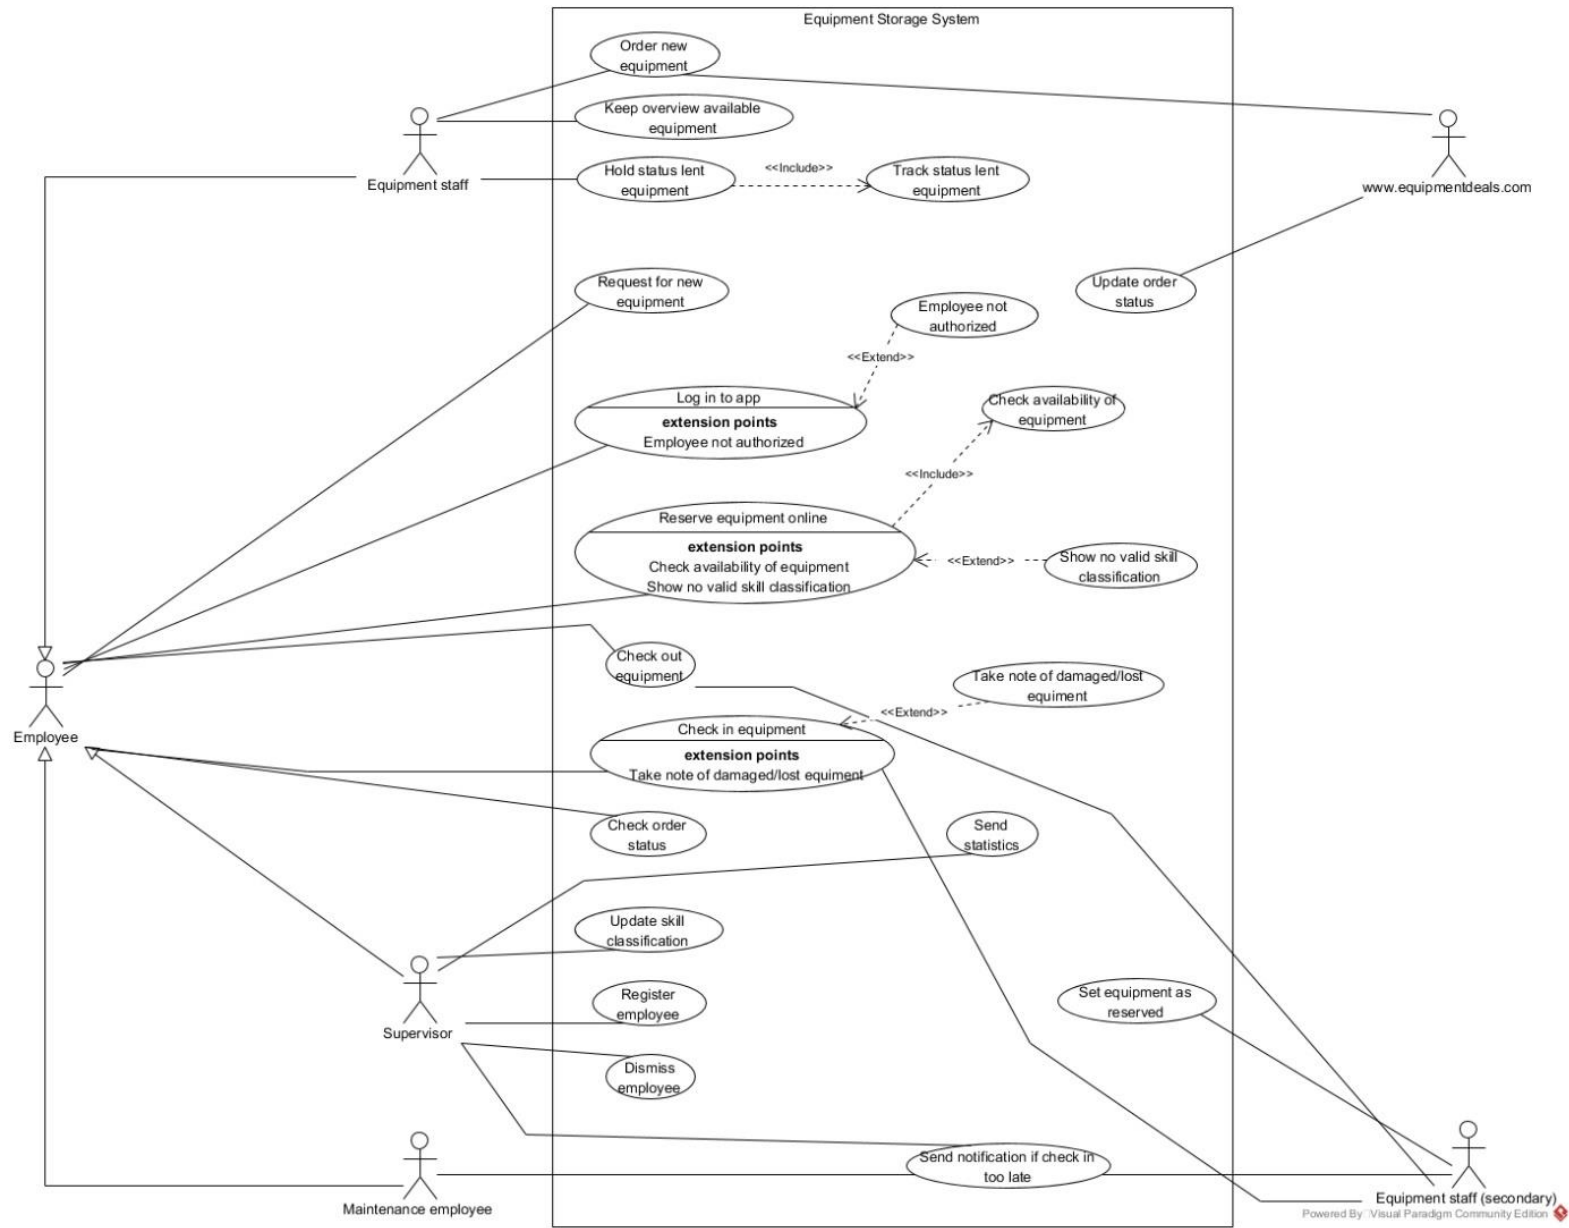 Equipment Storage System
Order new
equipment
Keep overview available
equipment
Equipment staff
Hold status lent
equipment
<<Include>>
Track status lent
equipment
www.equipmentdeals.com
Request for new
equipment
Update order
status
Employee not
authorized
<<Extend>>
Log in to app
extension points
Employee not authorized
Check availability of
equipment
<<Include>>
Reserve equipment online
extension points
Check availability of equipment
Show no valid skill classification
<<Extend>>
Show no valid skill
classification
Check out
equipment
Employee
Take note of damaged/lost
equiment
<<Extend>>
Check in equipment
extension points
Take note of damaged/lost equiment
Check order
status
Send
statistics
Update skill
classification
Supervisor
Register
employee
Set equipment as
reserved
Dismiss
employee
Send notification if check in
too late
Maintenance employee
Equipment staff (secondary)
Powered By Visual Paradigm Community Edition